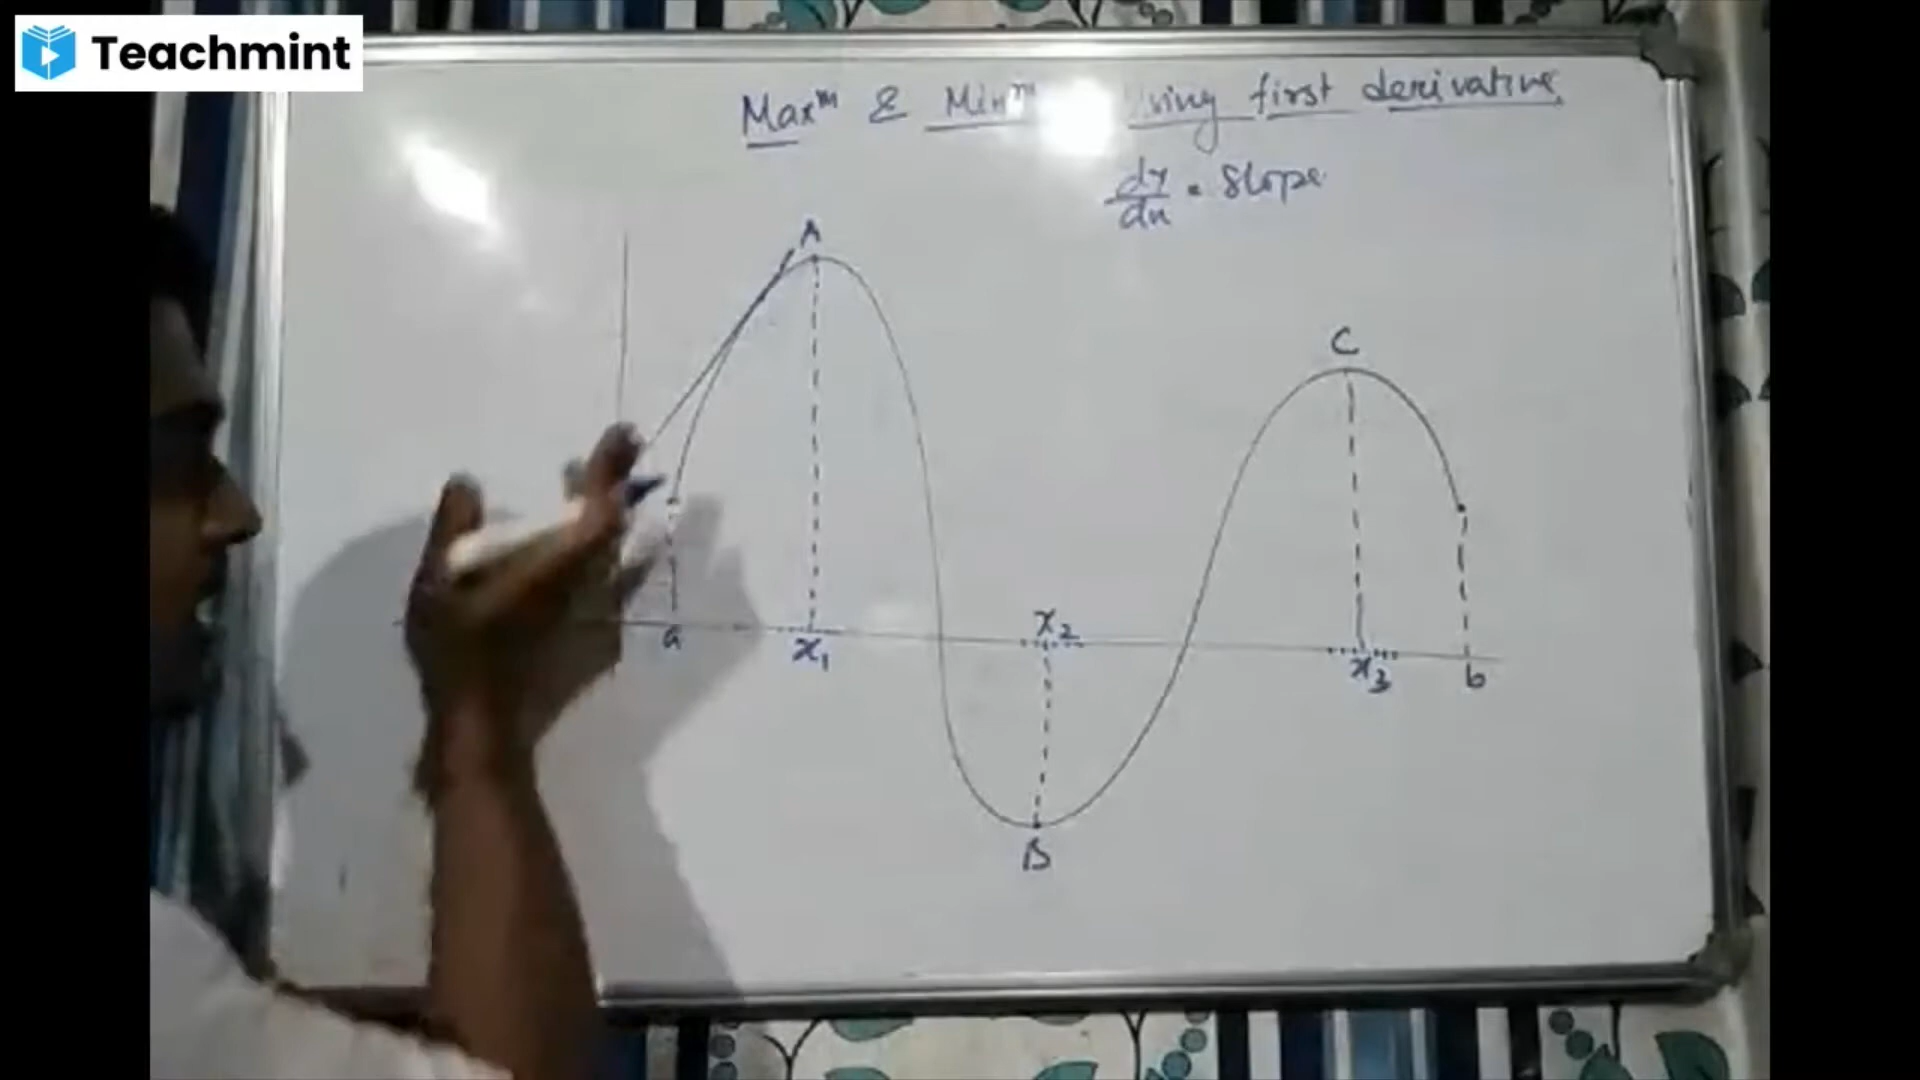 Teachmint
Maxᵐ & Minᵐ using first derivative
dy/dx = Slope
A
C
a
x₁
x₂
x₃
b
B